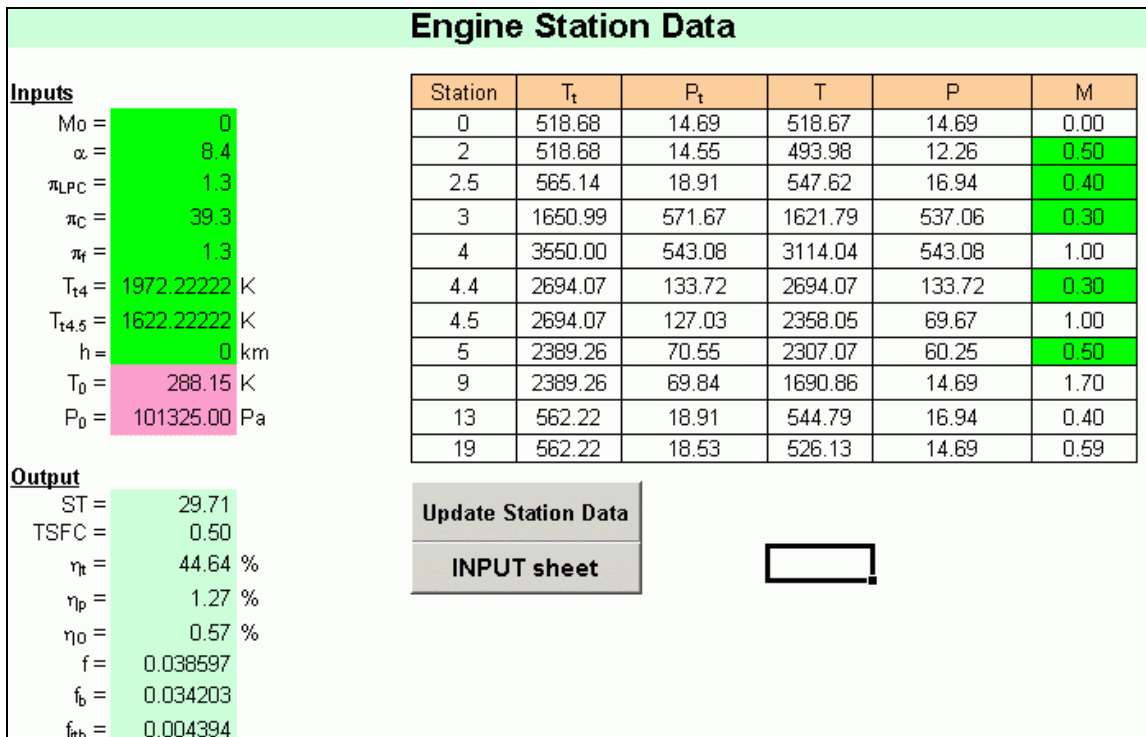 Engine Station Data
Inputs
Mo = 0
α = 8.4
πLPC = 1.3
πC = 39.3
πf = 1.3
Tt4 = 1972.22222 K
Tt4.5 = 1622.22222 K
h = 0 km
T0 = 288.15 K
P0 = 101325.00 Pa
Station Tt Pt T P M
0 518.68 14.69 518.67 14.69 0.00
2 518.68 14.55 493.98 12.26 0.50
2.5 565.14 18.91 547.62 16.94 0.40
3 1650.99 571.67 1621.79 537.06 0.30
4 3550.00 543.08 3114.04 543.08 1.00
4.4 2694.07 133.72 2694.07 133.72 0.30
4.5 2694.07 127.03 2358.05 69.67 1.00
5 2389.26 70.55 2307.07 60.25 0.50
9 2389.26 69.84 1690.86 14.69 1.70
13 562.22 18.91 544.79 16.94 0.40
19 562.22 18.53 526.13 14.69 0.59
Output
ST = 29.71
TSFC = 0.50
ηt = 44.64 %
ηp = 1.27 %
ηo = 0.57 %
f = 0.038597
fb = 0.034203
fitb = 0.004394
Update Station Data
INPUT sheet